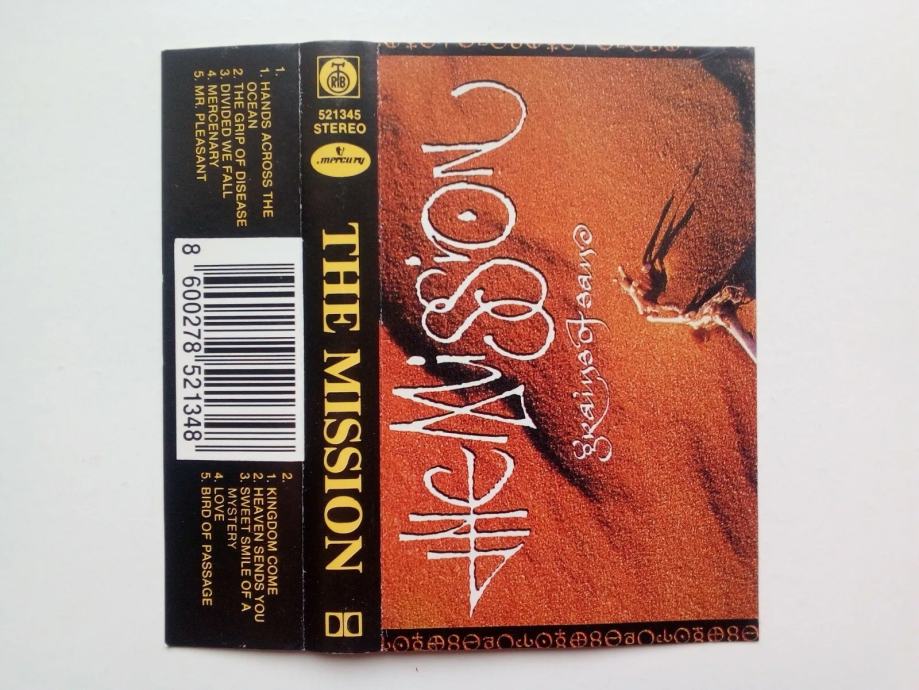 THE MISSION
grains of sand
RTB
521345
STEREO
mercury
THE MISSION
1.
1. HANDS ACROSS THE
OCEAN
2. THE GRIP OF DISEASE
3. DIVIDED WE FALL
4. MERCENARY
5. MR. PLEASANT
8 600278 521348
2.
1. KINGDOM COME
2. HEAVEN SENDS YOU
3. SWEET SMILE OF A
MYSTERY
4. LOVE
5. BIRD OF PASSAGE